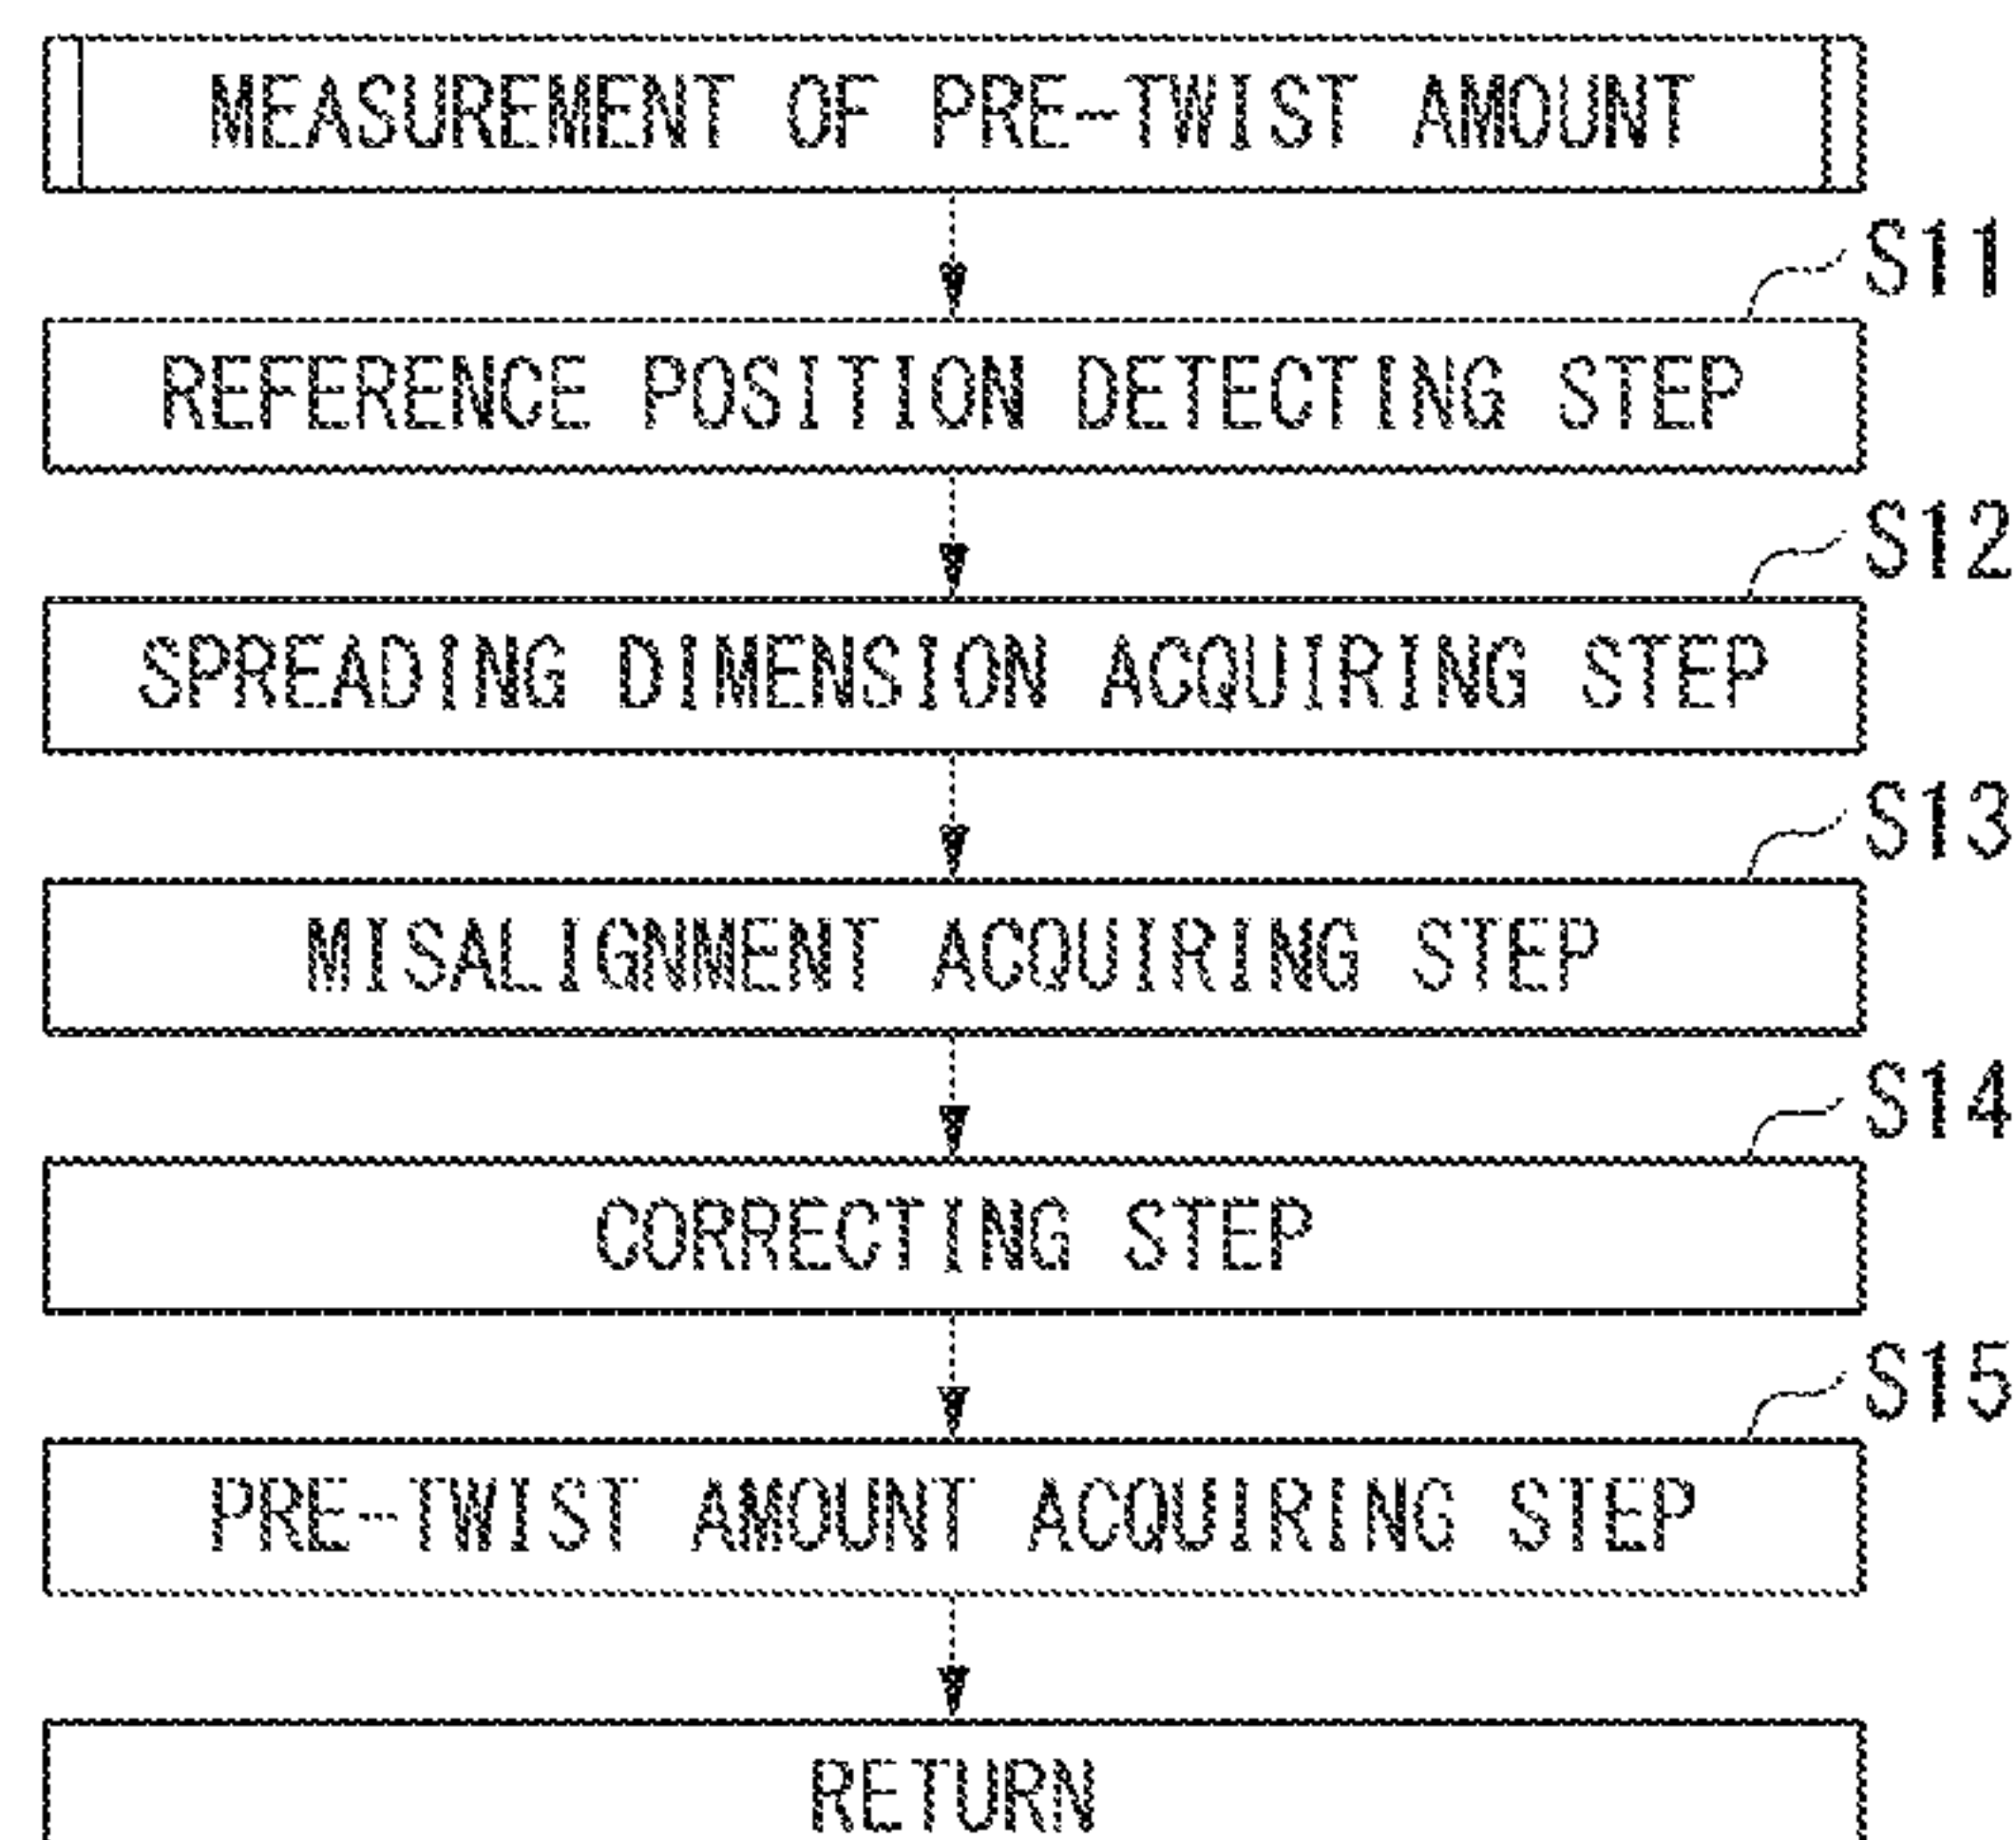 MEASUREMENT OF PRE-TWIST AMOUNT
S11
REFERENCE POSITION DETECTING STEP
S12
SPREADING DIMENSION ACQUIRING STEP
S13
MISALIGNMENT ACQUIRING STEP
S14
CORRECTING STEP
S15
PRE-TWIST AMOUNT ACQUIRING STEP
RETURN